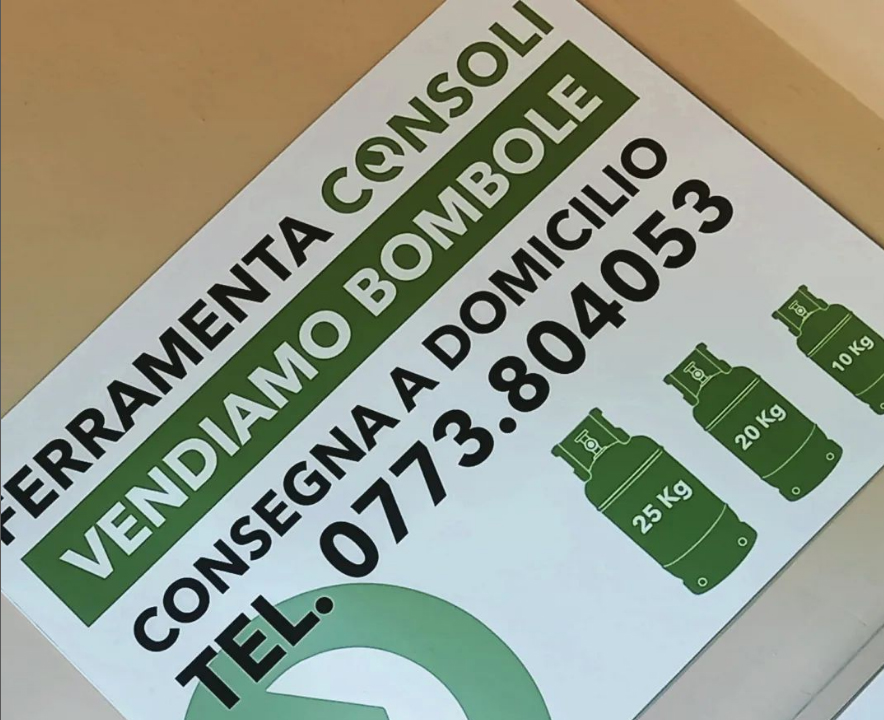 FERRAMENTA CONSOLI
VENDIAMO BOMBOLE
CONSEGNA A DOMICILIO
TEL. 0773.804053
25 Kg
20 Kg
10 Kg